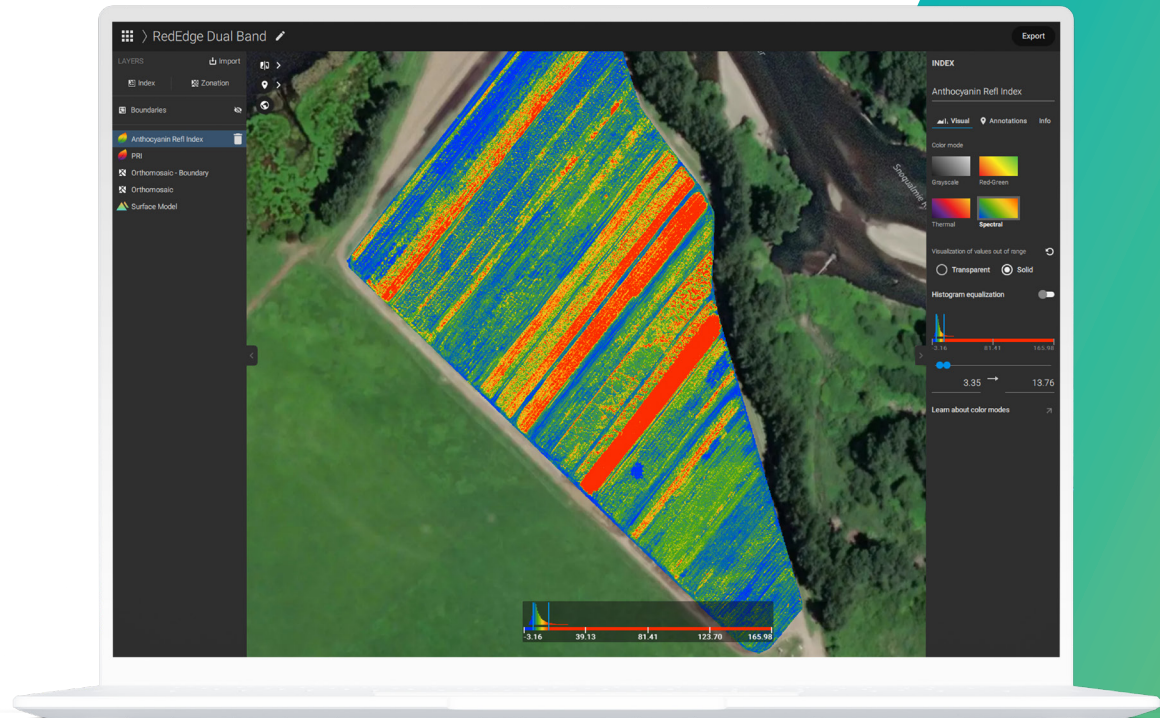 RedEdge Dual Band
Export
LAYERS
Import
Index
Zonation
Boundaries
Anthocyanin Refl Index
PRI
Orthomosaic - Boundary
Orthomosaic
Surface Model
Snoqualmie
-3.16 39.13 81.41 123.70 165.98
INDEX
Anthocyanin Refl Index
Visual Annotations Info
Color mode
Grayscale Red-Green
Thermal Spectral
Visualization of values out of range
Transparent Solid
Histogram equalization
-3.16 81.41 165.98
3.35 → 13.76
Learn about color modes